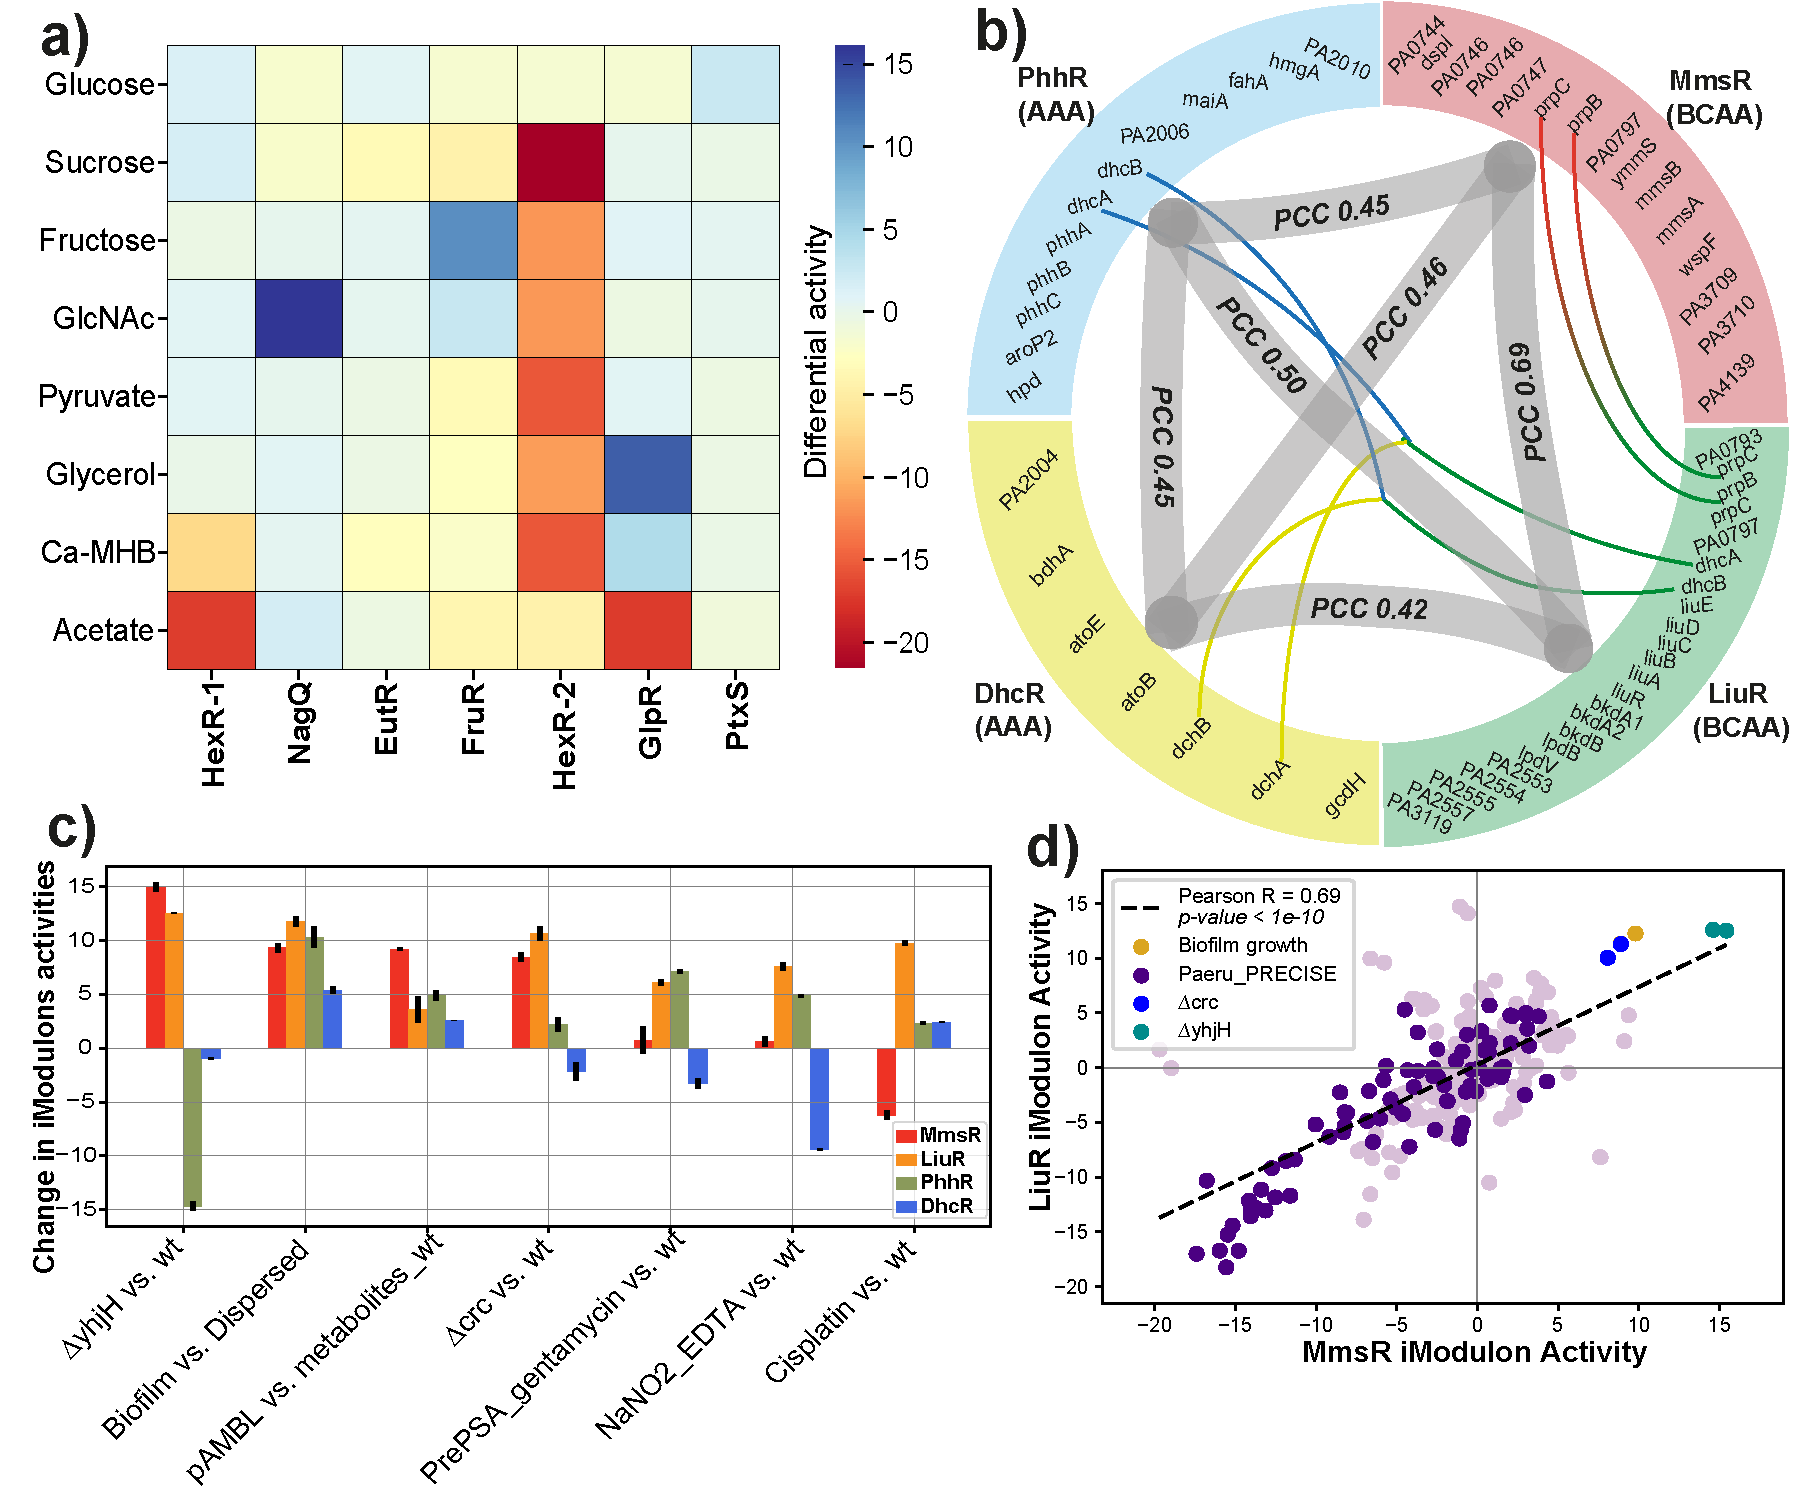 a)
Glucose
Sucrose
Fructose
GlcNAc
Pyruvate
Glycerol
Ca-MHB
Acetate
HexR-1
NagQ
EutR
FruR
HexR-2
GlpR
PtxS
15
10
5
0
−5
−10
−15
−20
Differential activity
b)
PhhR
(AAA)
PA2010
hmgA
fahA
maiA
PA2006
dhcB
dhcA
phhA
phhB
phhC
aroP2
hpd
MmsR
(BCAA)
PA0744
dspI
PA0746
PA0746
PA0747
prpC
prpB
PA0797
ymmS
mmsB
mmsA
wspF
PA3709
PA3710
PA4139
PCC 0.45
PCC 0.46
PCC 0.50
PCC 0.69
PCC 0.45
PCC 0.42
DhcR
(AAA)
PA2004
bdhA
atoE
atoB
dchB
dchA
gcdH
LiuR
(BCAA)
PA0793
prpC
prpB
prpC
PA0797
dhcA
dhcB
liuE
liuD
liuC
liuB
liuA
liuR
bkdA1
bkdA2
bkdB
lpdB
lpdV
PA2553
PA2554
PA2555
PA2557
PA3119
c)
Change in iModulons activities
15
10
5
0
−5
−10
−15
MmsR
LiuR
PhhR
DhcR
ΔyhjH vs. wt
Biofilm vs. Dispersed
pAMBL vs. metabolites_wt
Δcrc vs. wt
PrePSA_gentamycin vs. wt
NaNO2_EDTA vs. wt
Cisplatin vs. wt
d)
LiuR iModulon Activity
15
10
5
0
−5
−10
−15
−20
Pearson R = 0.69
p-value < 1e-10
Biofilm growth
Paeru_PRECISE
Δcrc
ΔyhjH
−20
−15
−10
−5
0
5
10
15
MmsR iModulon Activity